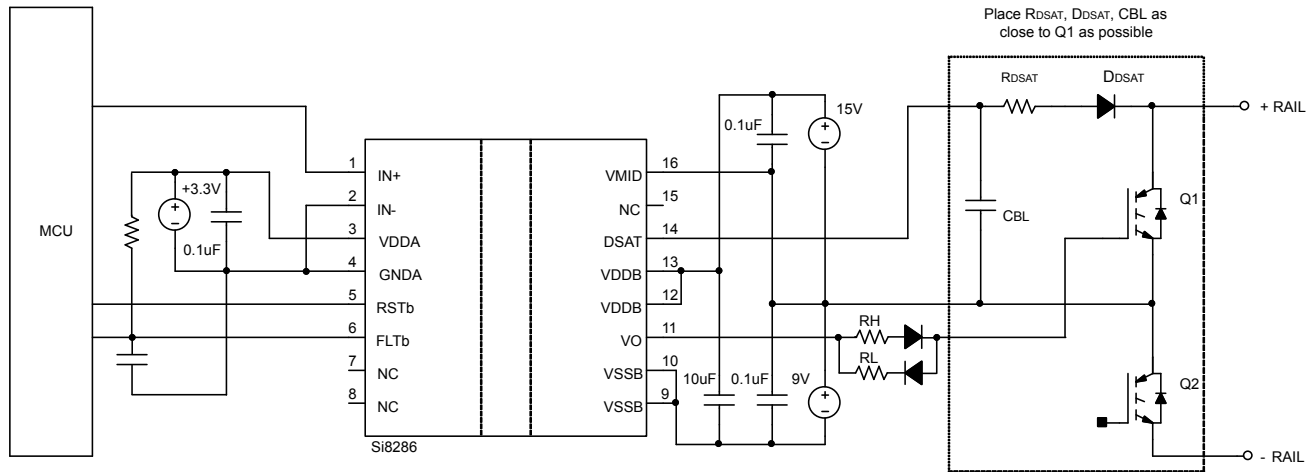 Place RDSAT, DDSAT, CBL as
close to Q1 as possible
RDSAT
DDSAT
+ RAIL
15V
0.1uF
1
IN+
VMID
16
+3.3V
2
IN-
NC
15
Q1
MCU
0.1uF
3
VDDA
DSAT
14
CBL
4
GNDA
VDDB
13
5
RSTb
VDDB
12
6
FLTb
VO
11
RH
7
NC
VSSB
10
RL
10uF
0.1uF
9V
8
NC
VSSB
9
Q2
Si8286
- RAIL